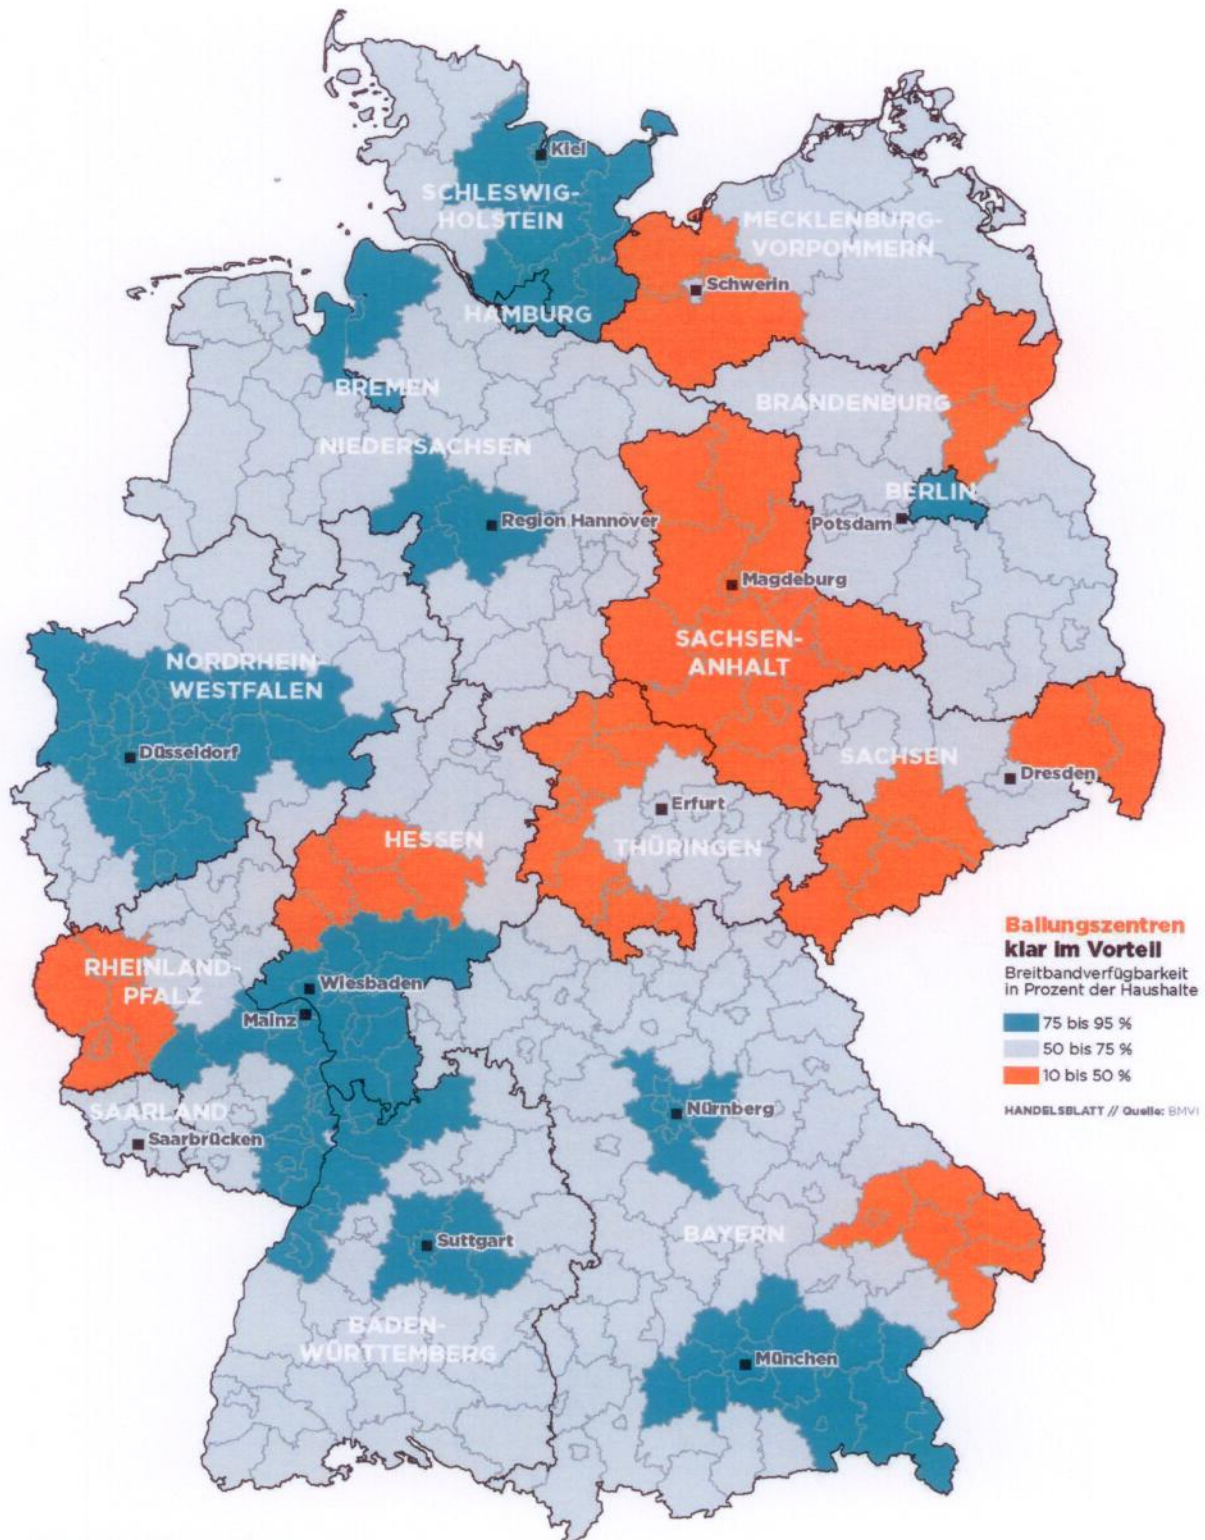 Kiel
SCHLESWIG-
HOLSTEIN
MECKLENBURG-
VORPOMMERN
Schwerin
HAMBURG
BREMEN
BRANDENBURG
NIEDERSACHSEN
BERLIN
Region Hannover
Potsdam
Magdeburg
SACHSEN-
ANHALT
NORDRHEIN-
WESTFALEN
Düsseldorf
SACHSEN
Dresden
Erfurt
HESSEN
THÜRINGEN
RHEINLAND-
PFALZ
Wiesbaden
Mainz
SAARLAND
Saarbrücken
Nürnberg
BAYERN
Suttgart
BADEN-
WÜRTTEMBERG
München
Ballungszentren
klar im Vorteil
Breitbandverfügbarkeit
in Prozent der Haushalte
75 bis 95 %
50 bis 75 %
10 bis 50 %
HANDELSBLATT // Quelle: BMVI